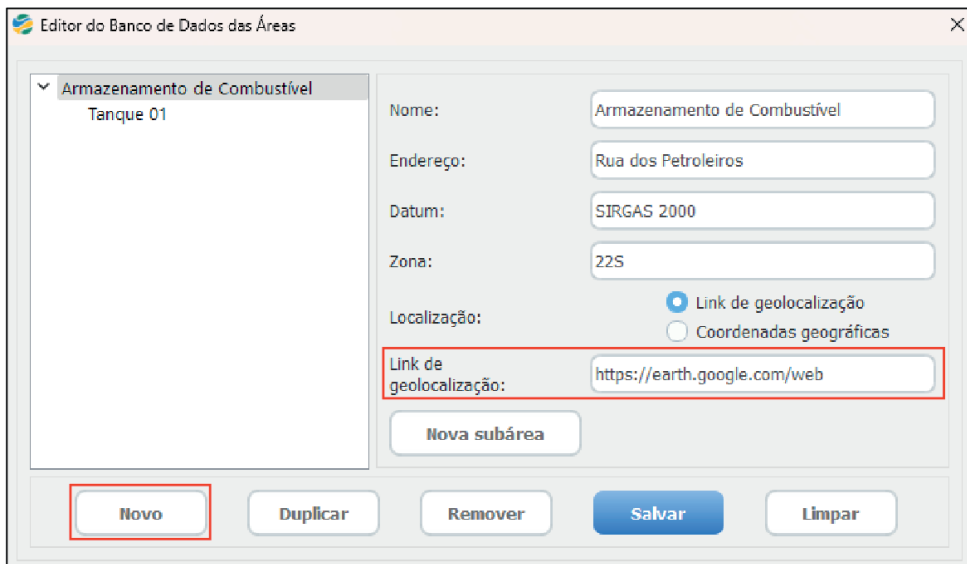 Editor do Banco de Dados das Áreas
Armazenamento de Combustível
Tanque 01
Nome:
Armazenamento de Combustível
Endereço:
Rua dos Petroleiros
Datum:
SIRGAS 2000
Zona:
22S
Localização:
Link de geolocalização
Coordenadas geográficas
Link de
geolocalização:
https://earth.google.com/web
Nova subárea
Novo
Duplicar
Remover
Salvar
Limpar